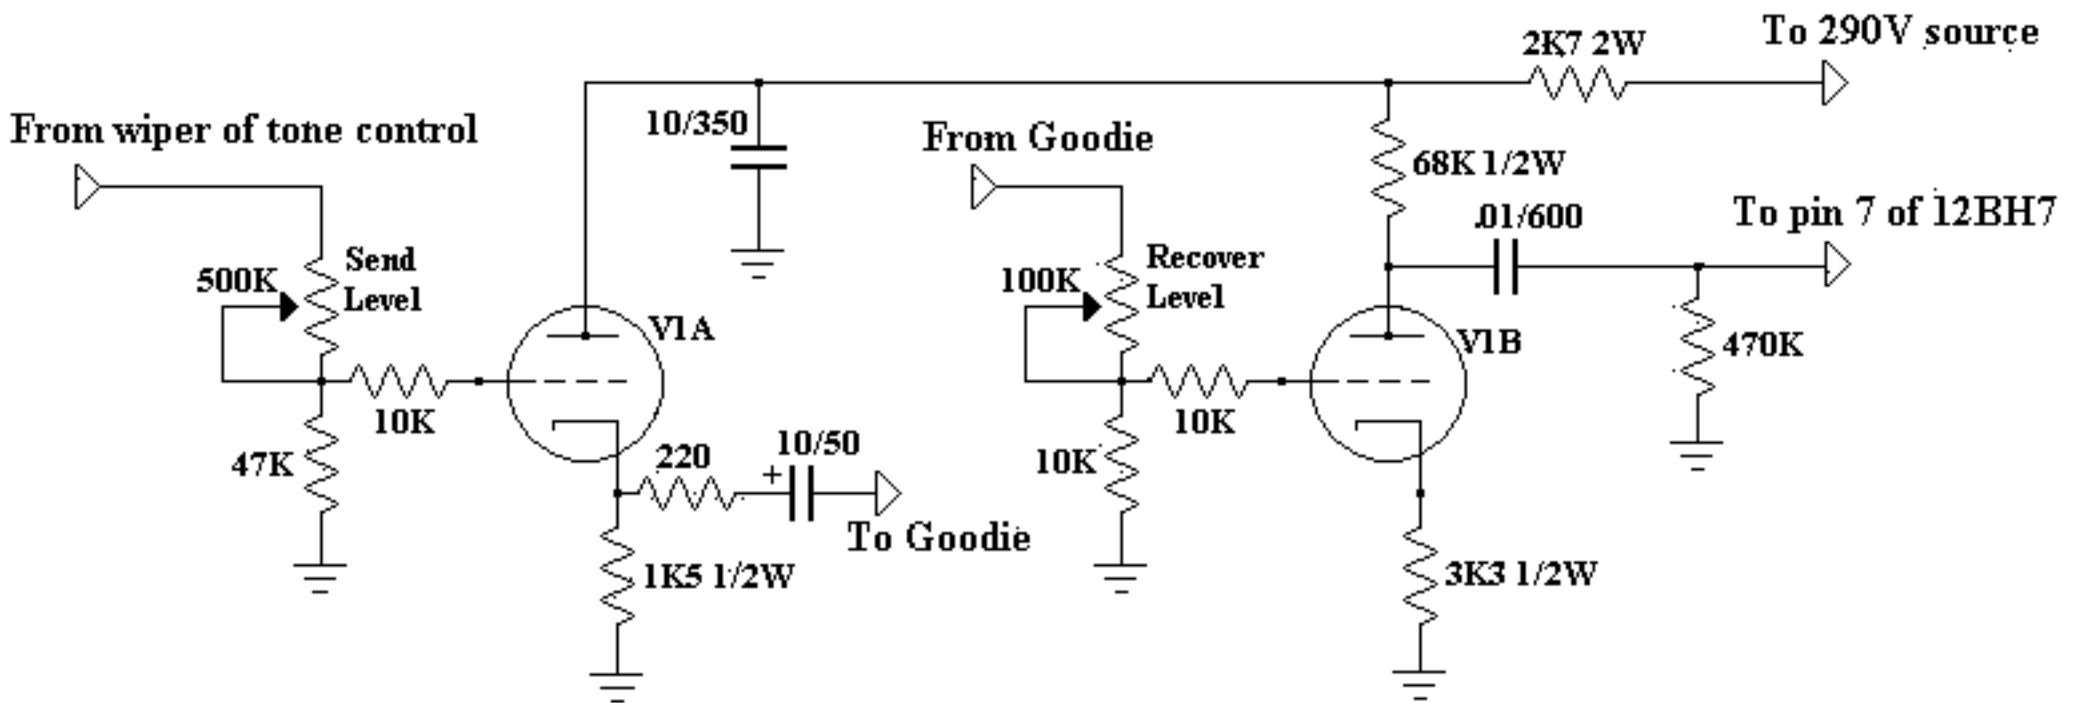 To 290V source
2K7 2W
10/350
From wiper of tone control
From Goodie
68K 1/2W
.01/600
To pin 7 of 12BH7
500K
Send
Level
100K
Recover
Level
V1A
V1B
470K
10K
10K
47K
220
10/50
+
10K
To Goodie
1K5 1/2W
3K3 1/2W